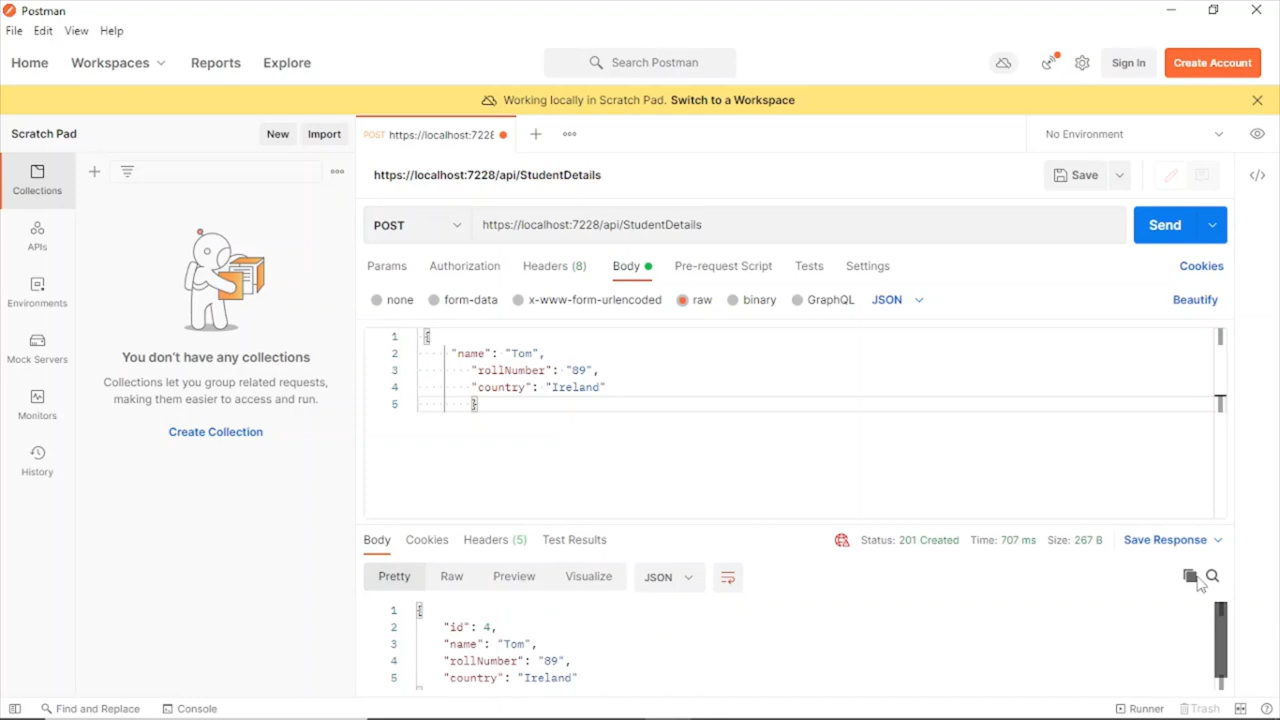 Postman
File Edit View Help
Home Workspaces Reports Explore Search Postman Sign In Create Account
Working locally in Scratch Pad. Switch to a Workspace
Scratch Pad New Import POST https://localhost:7228 No Environment
https://localhost:7228/api/StudentDetails Save
Collections
POST https://localhost:7228/api/StudentDetails Send
APIs
Params Authorization Headers (8) Body Pre-request Script Tests Settings Cookies
Environments
none form-data x-www-form-urlencoded raw binary GraphQL JSON Beautify
Mock Servers
Monitors
History
You don't have any collections
Collections let you group related requests,
making them easier to access and run.
Create Collection
1 {
2 "name": "Tom",
3 "rollNumber": "89",
4 "country": "Ireland"
5 }
Body Cookies Headers (5) Test Results Status: 201 Created Time: 707 ms Size: 267 B Save Response
Pretty Raw Preview Visualize JSON
1 {
2 "id": 4,
3 "name": "Tom",
4 "rollNumber": "89",
5 "country": "Ireland"
Find and Replace Console Runner Trash